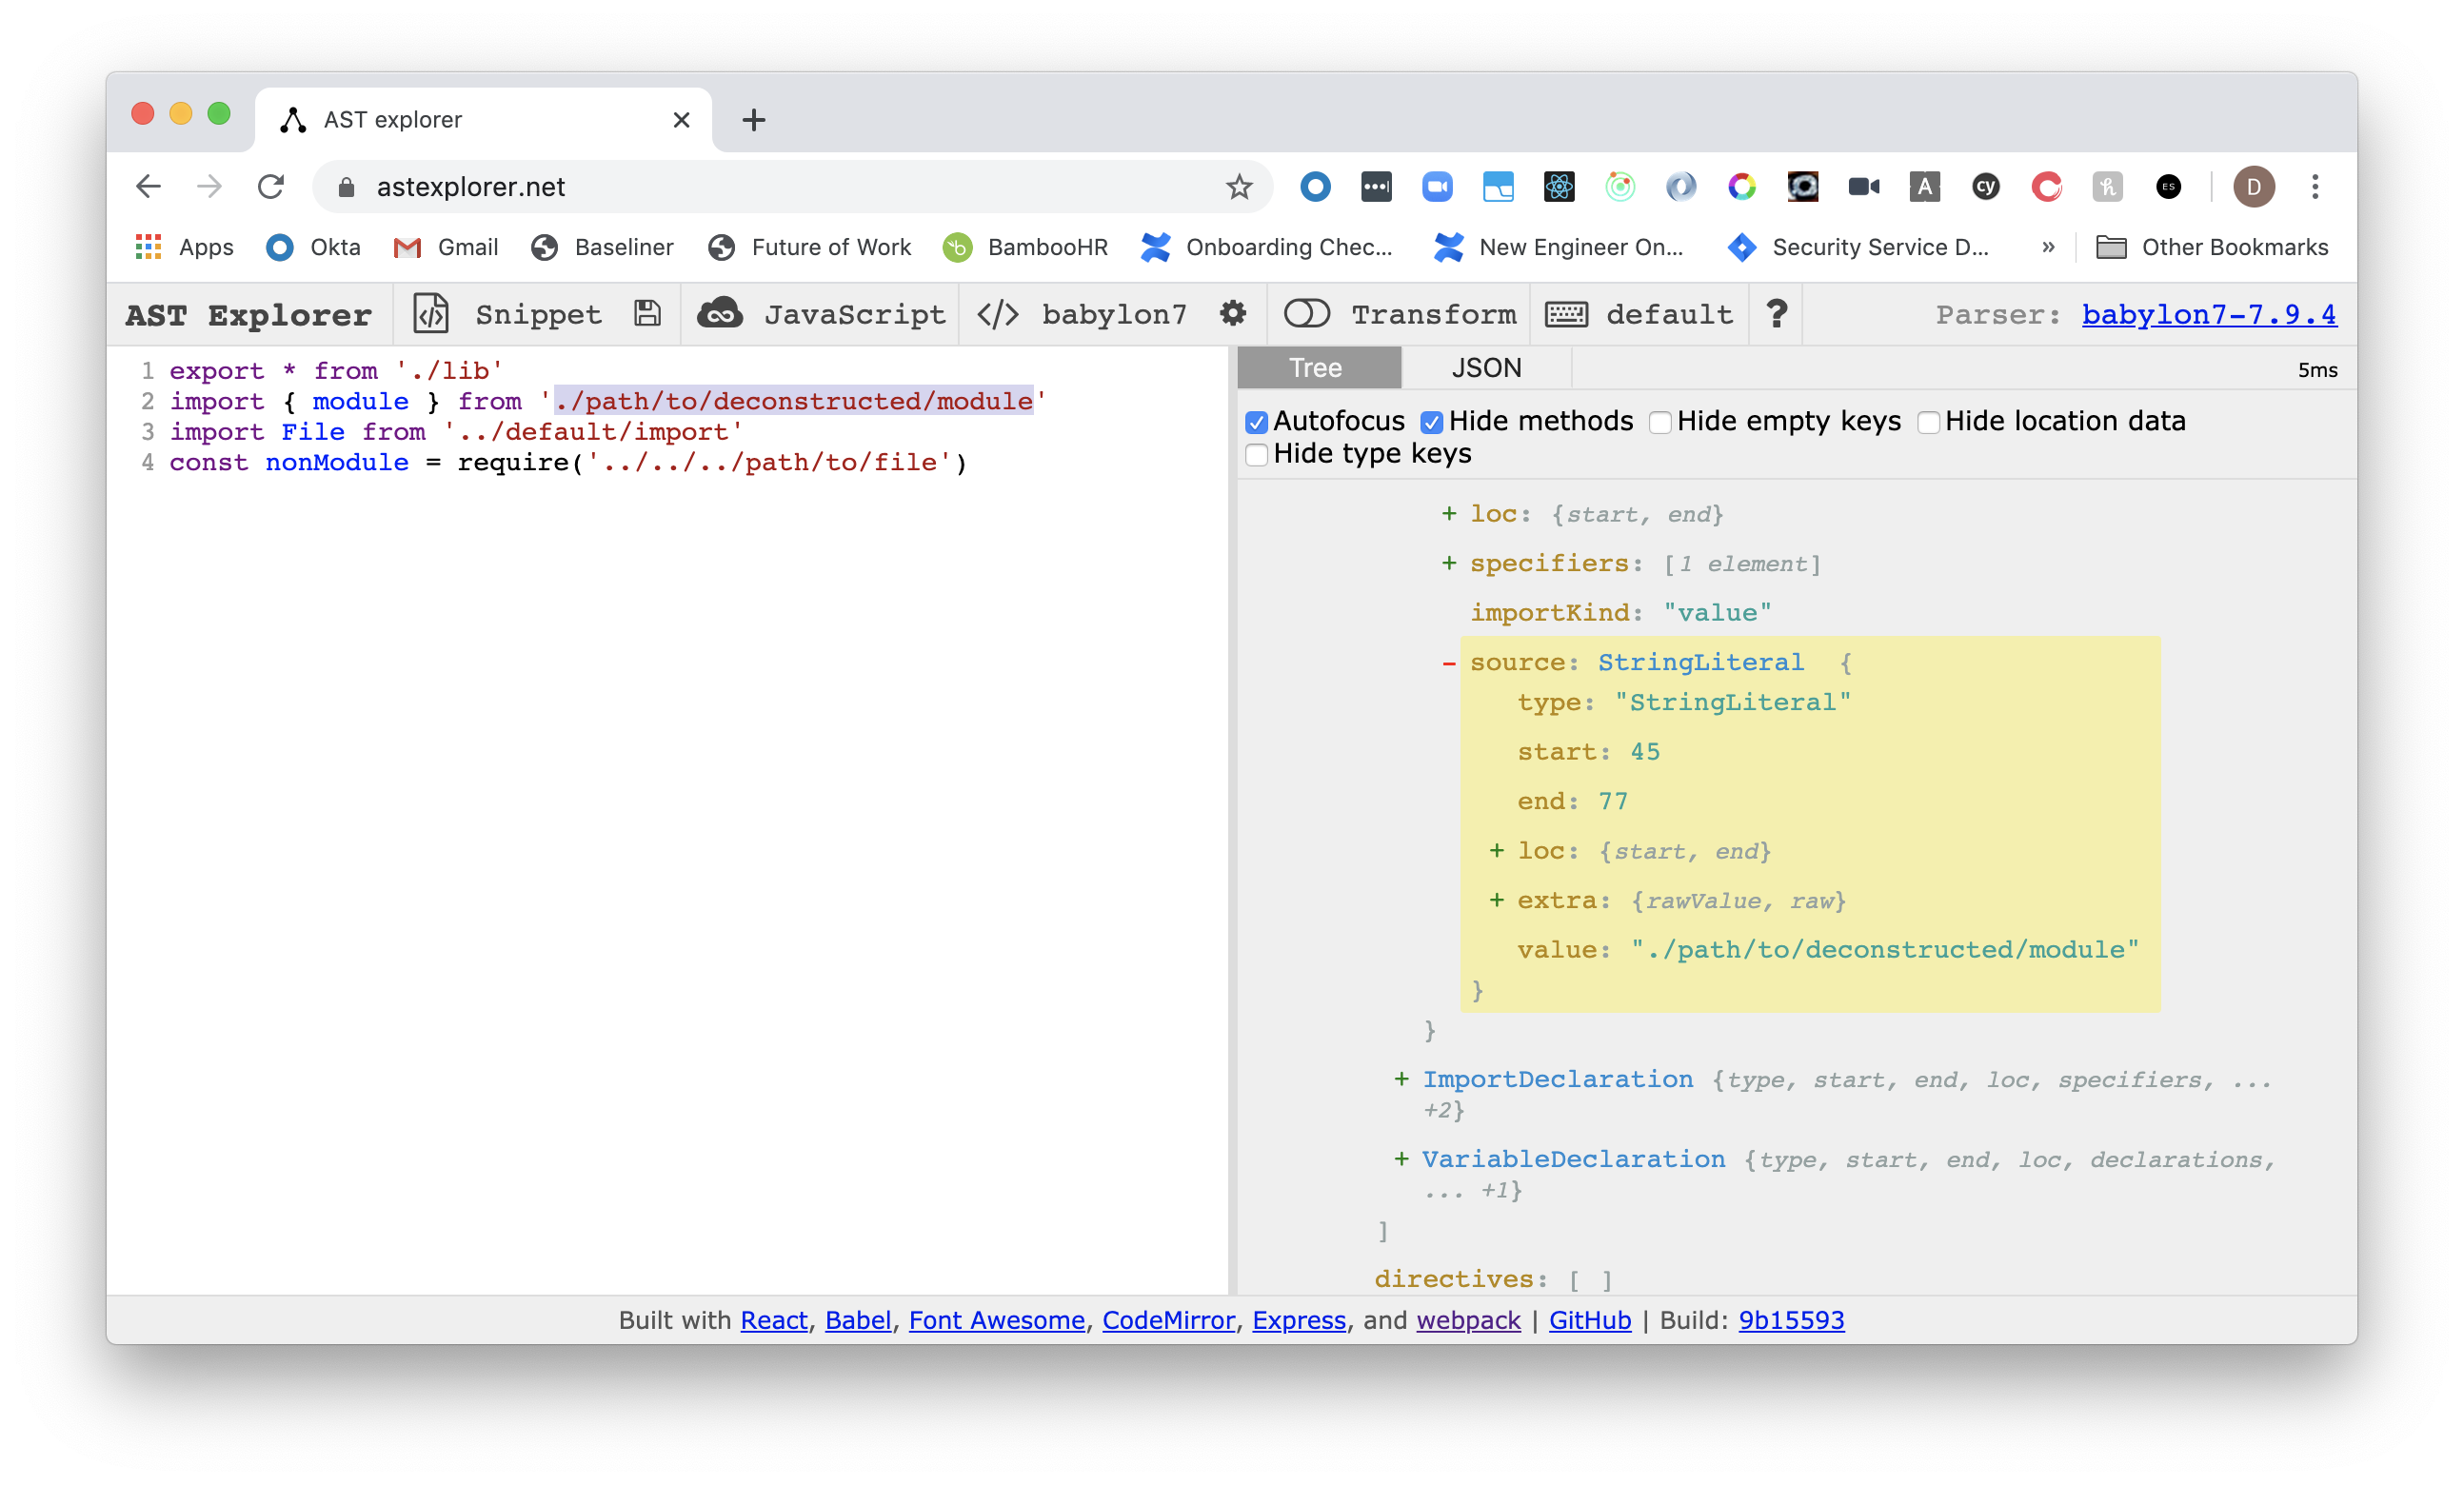 AST explorer
astexplorer.net
D
Apps Okta Gmail Baseliner Future of Work BambooHR Onboarding Chec... New Engineer On... Security Service D... » Other Bookmarks
AST Explorer Snippet JavaScript </> babylon7 Transform default ? Parser: babylon7-7.9.4
1 export * from './lib'
2 import { module } from './path/to/deconstructed/module'
3 import File from '../default/import'
4 const nonModule = require('../../../path/to/file')
Tree JSON 5ms
Autofocus Hide methods Hide empty keys Hide location data
Hide type keys
+ loc: {start, end}
+ specifiers: [1 element]
importKind: "value"
- source: StringLiteral {
type: "StringLiteral"
start: 45
end: 77
+ loc: {start, end}
+ extra: {rawValue, raw}
value: "./path/to/deconstructed/module"
}
}
+ ImportDeclaration {type, start, end, loc, specifiers, ...
+2}
+ VariableDeclaration {type, start, end, loc, declarations,
... +1}
]
directives: [ ]
Built with React, Babel, Font Awesome, CodeMirror, Express, and webpack | GitHub | Build: 9b15593